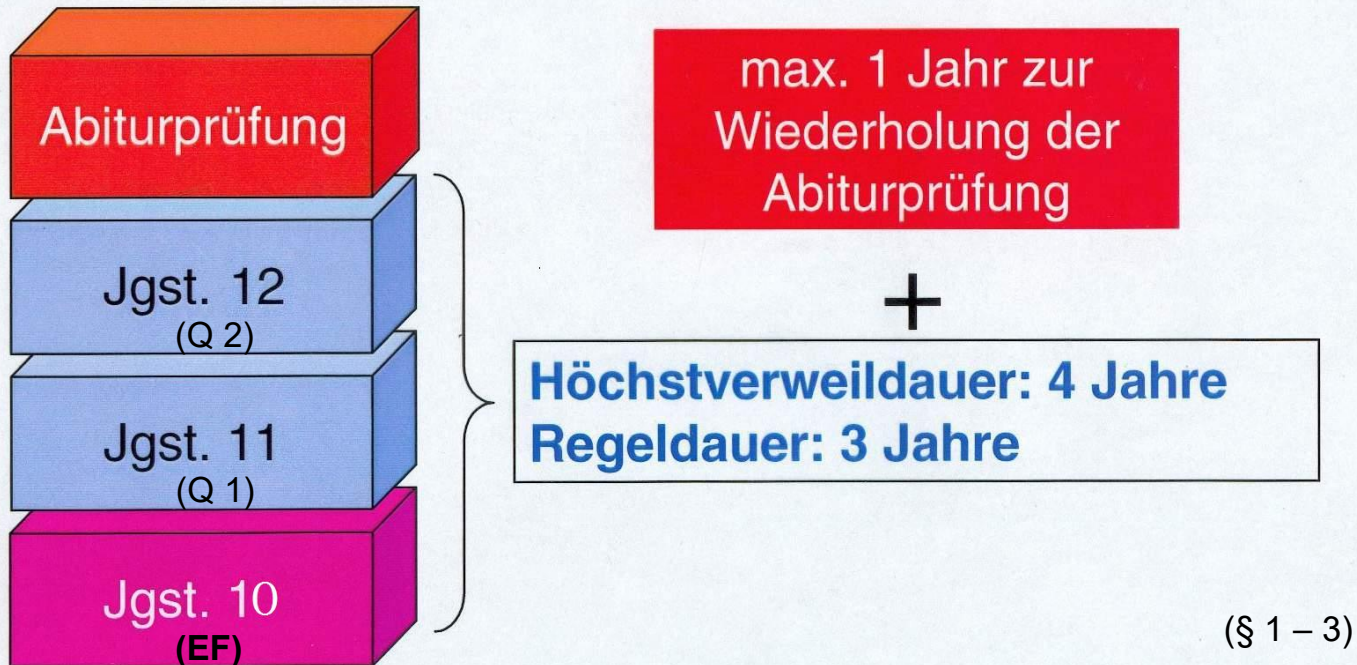 Abiturprüfung
Jgst. 12
(Q 2)
Jgst. 11
(Q 1)
Jgst. 10
(EF)
max. 1 Jahr zur
Wiederholung der
Abiturprüfung
+
Höchstverweildauer: 4 Jahre
Regeldauer: 3 Jahre
(§ 1 – 3)